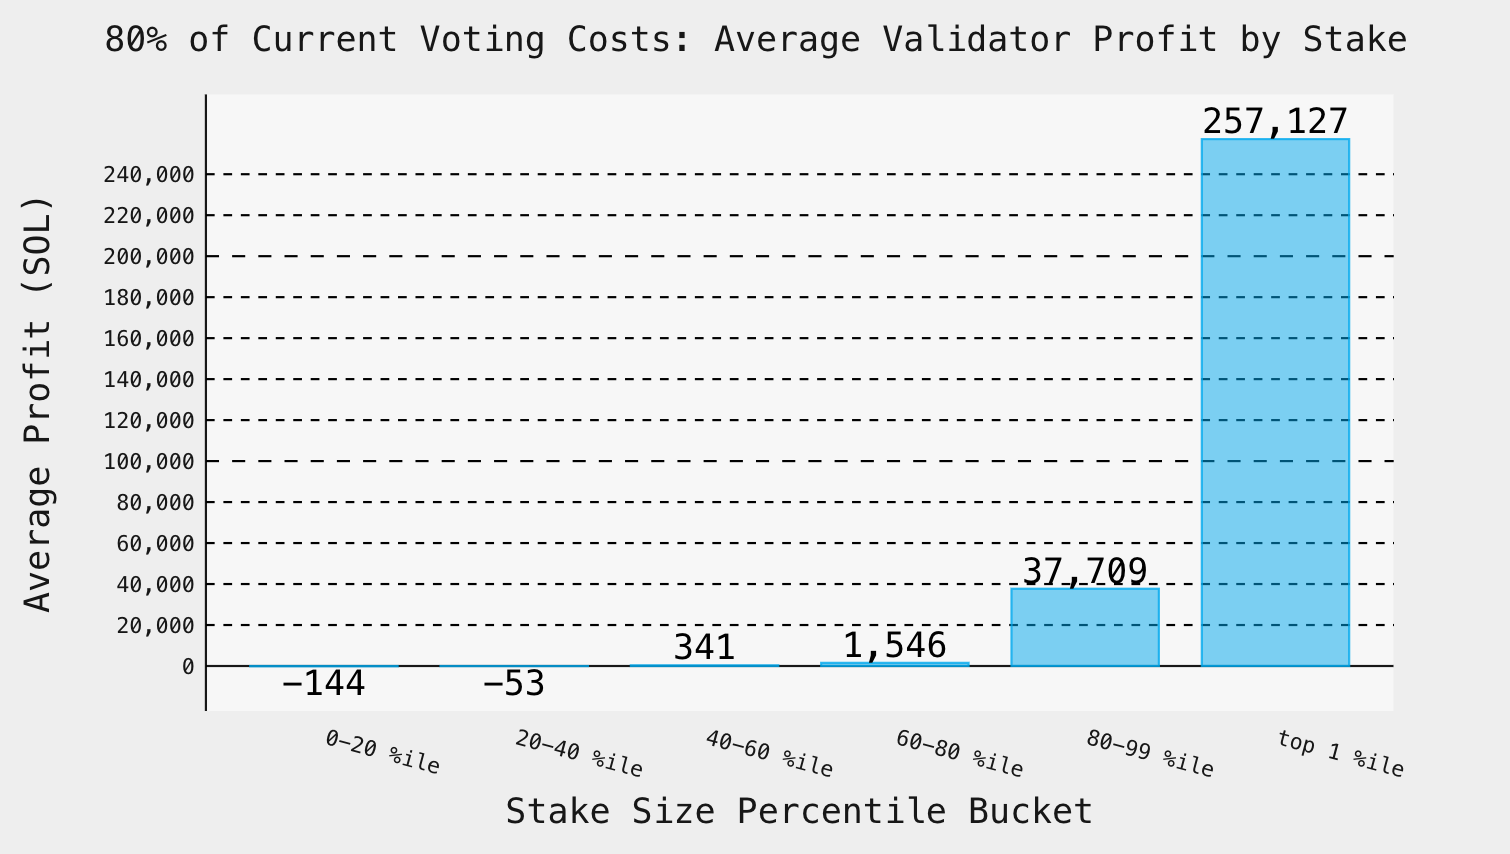 80% of Current Voting Costs: Average Validator Profit by Stake
Average Profit (SOL)
240,000
220,000
200,000
180,000
160,000
140,000
120,000
100,000
80,000
60,000
40,000
20,000
0
−144
−53
341
1,546
37,709
257,127
0–20 %ile
20–40 %ile
40–60 %ile
60–80 %ile
80–99 %ile
top 1 %ile
Stake Size Percentile Bucket